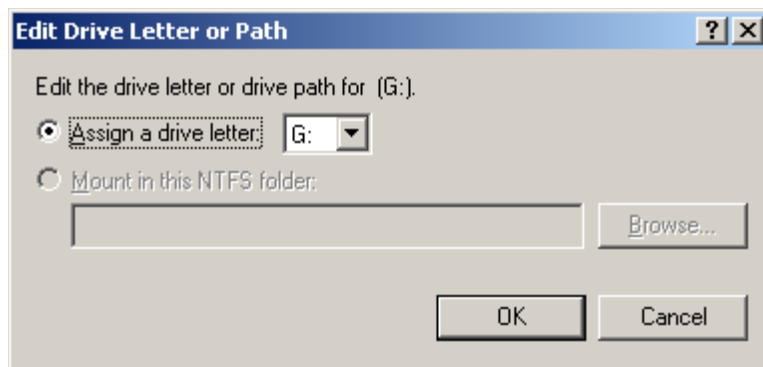 Edit Drive Letter or Path
Edit the drive letter or drive path for (G:).
Assign a drive letter: G:
Mount in this NTFS folder:
Browse...
OK Cancel